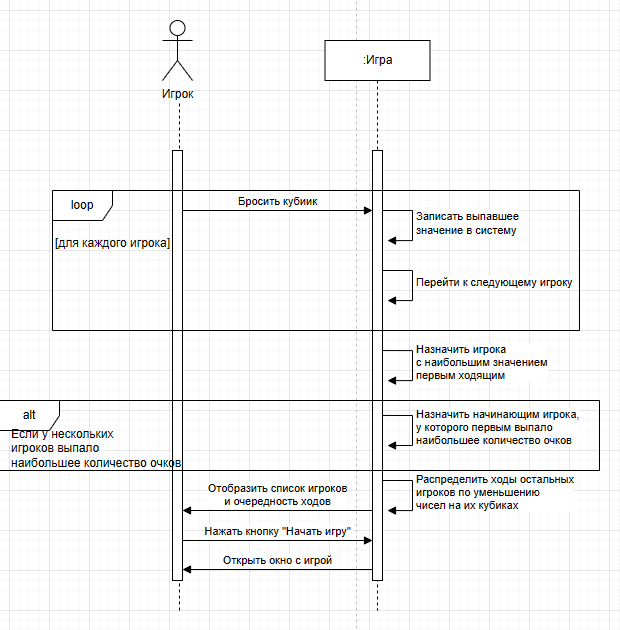 :Игра
Игрок
loop
Бросить кубиик
[для каждого игрока]
Записать выпавшее
значение в систему
Перейти к следующему игроку
Назначить игрока
с наибольшим значением
первым ходящим
alt
Если у нескольких
игроков выпало
наибольшее количество очков
Назначить начинающим игрока,
у которого первым выпало
наибольшее количество очков
Распределить ходы остальных
игроков по уменьшению
чисел на их кубиках
Отобразить список игроков
и очередность ходов
Нажать кнопку "Начать игру"
Открыть окно с игрой